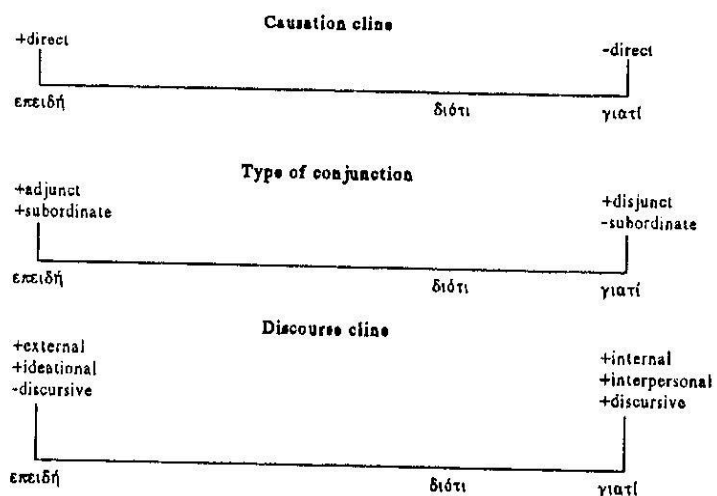 Causation cline
+direct
-direct
επειδή
διότι
γιατί
Type of conjunction
+adjunct
+subordinate
+disjunct
-subordinate
επειδή
διότι
γιατί
Discourse cline
+external
+ideational
-discursive
+internal
+interpersonal
+discursive
επειδή
διότι
γιατί